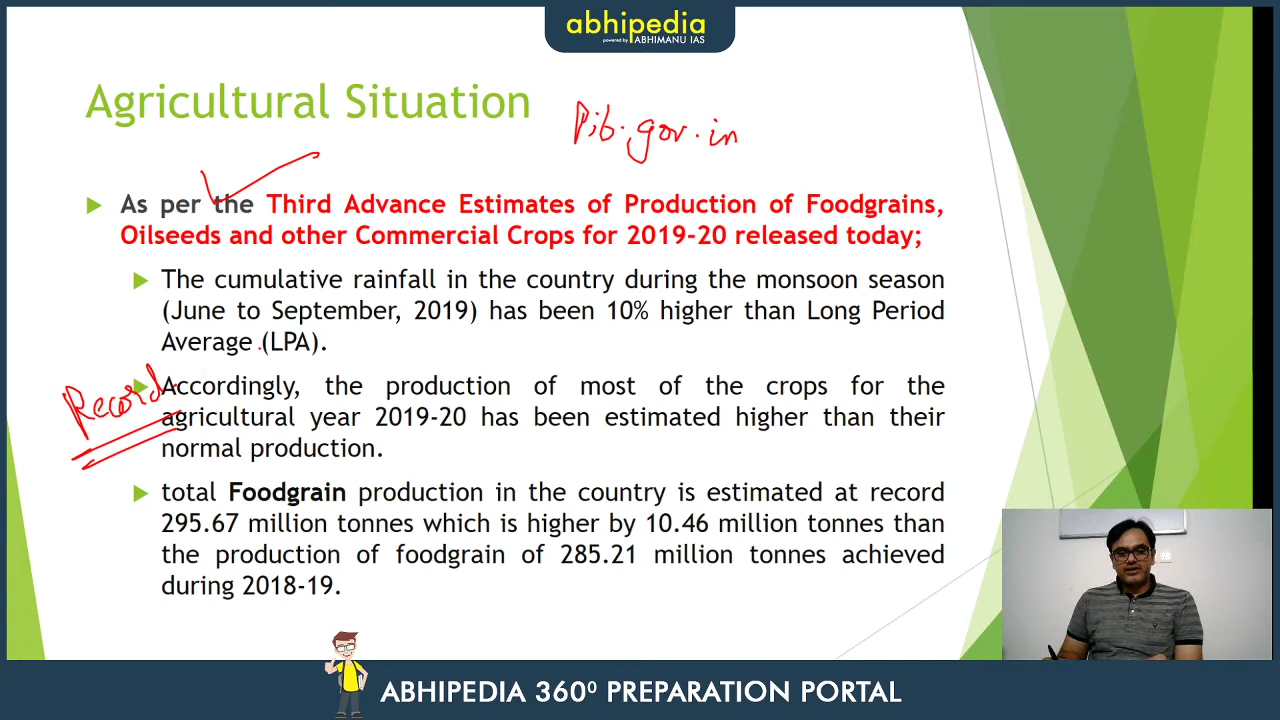 abhipedia
powered by ABHIMANU IAS
Agricultural Situation
Pib.gov.in
As per the Third Advance Estimates of Production of Foodgrains,
Oilseeds and other Commercial Crops for 2019-20 released today;
The cumulative rainfall in the country during the monsoon season
(June to September, 2019) has been 10% higher than Long Period
Average (LPA).
Record
Accordingly, the production of most of the crops for the
agricultural year 2019-20 has been estimated higher than their
normal production.
total Foodgrain production in the country is estimated at record
295.67 million tonnes which is higher by 10.46 million tonnes than
the production of foodgrain of 285.21 million tonnes achieved
during 2018-19.
ABHIPEDIA 360⁰ PREPARATION PORTAL